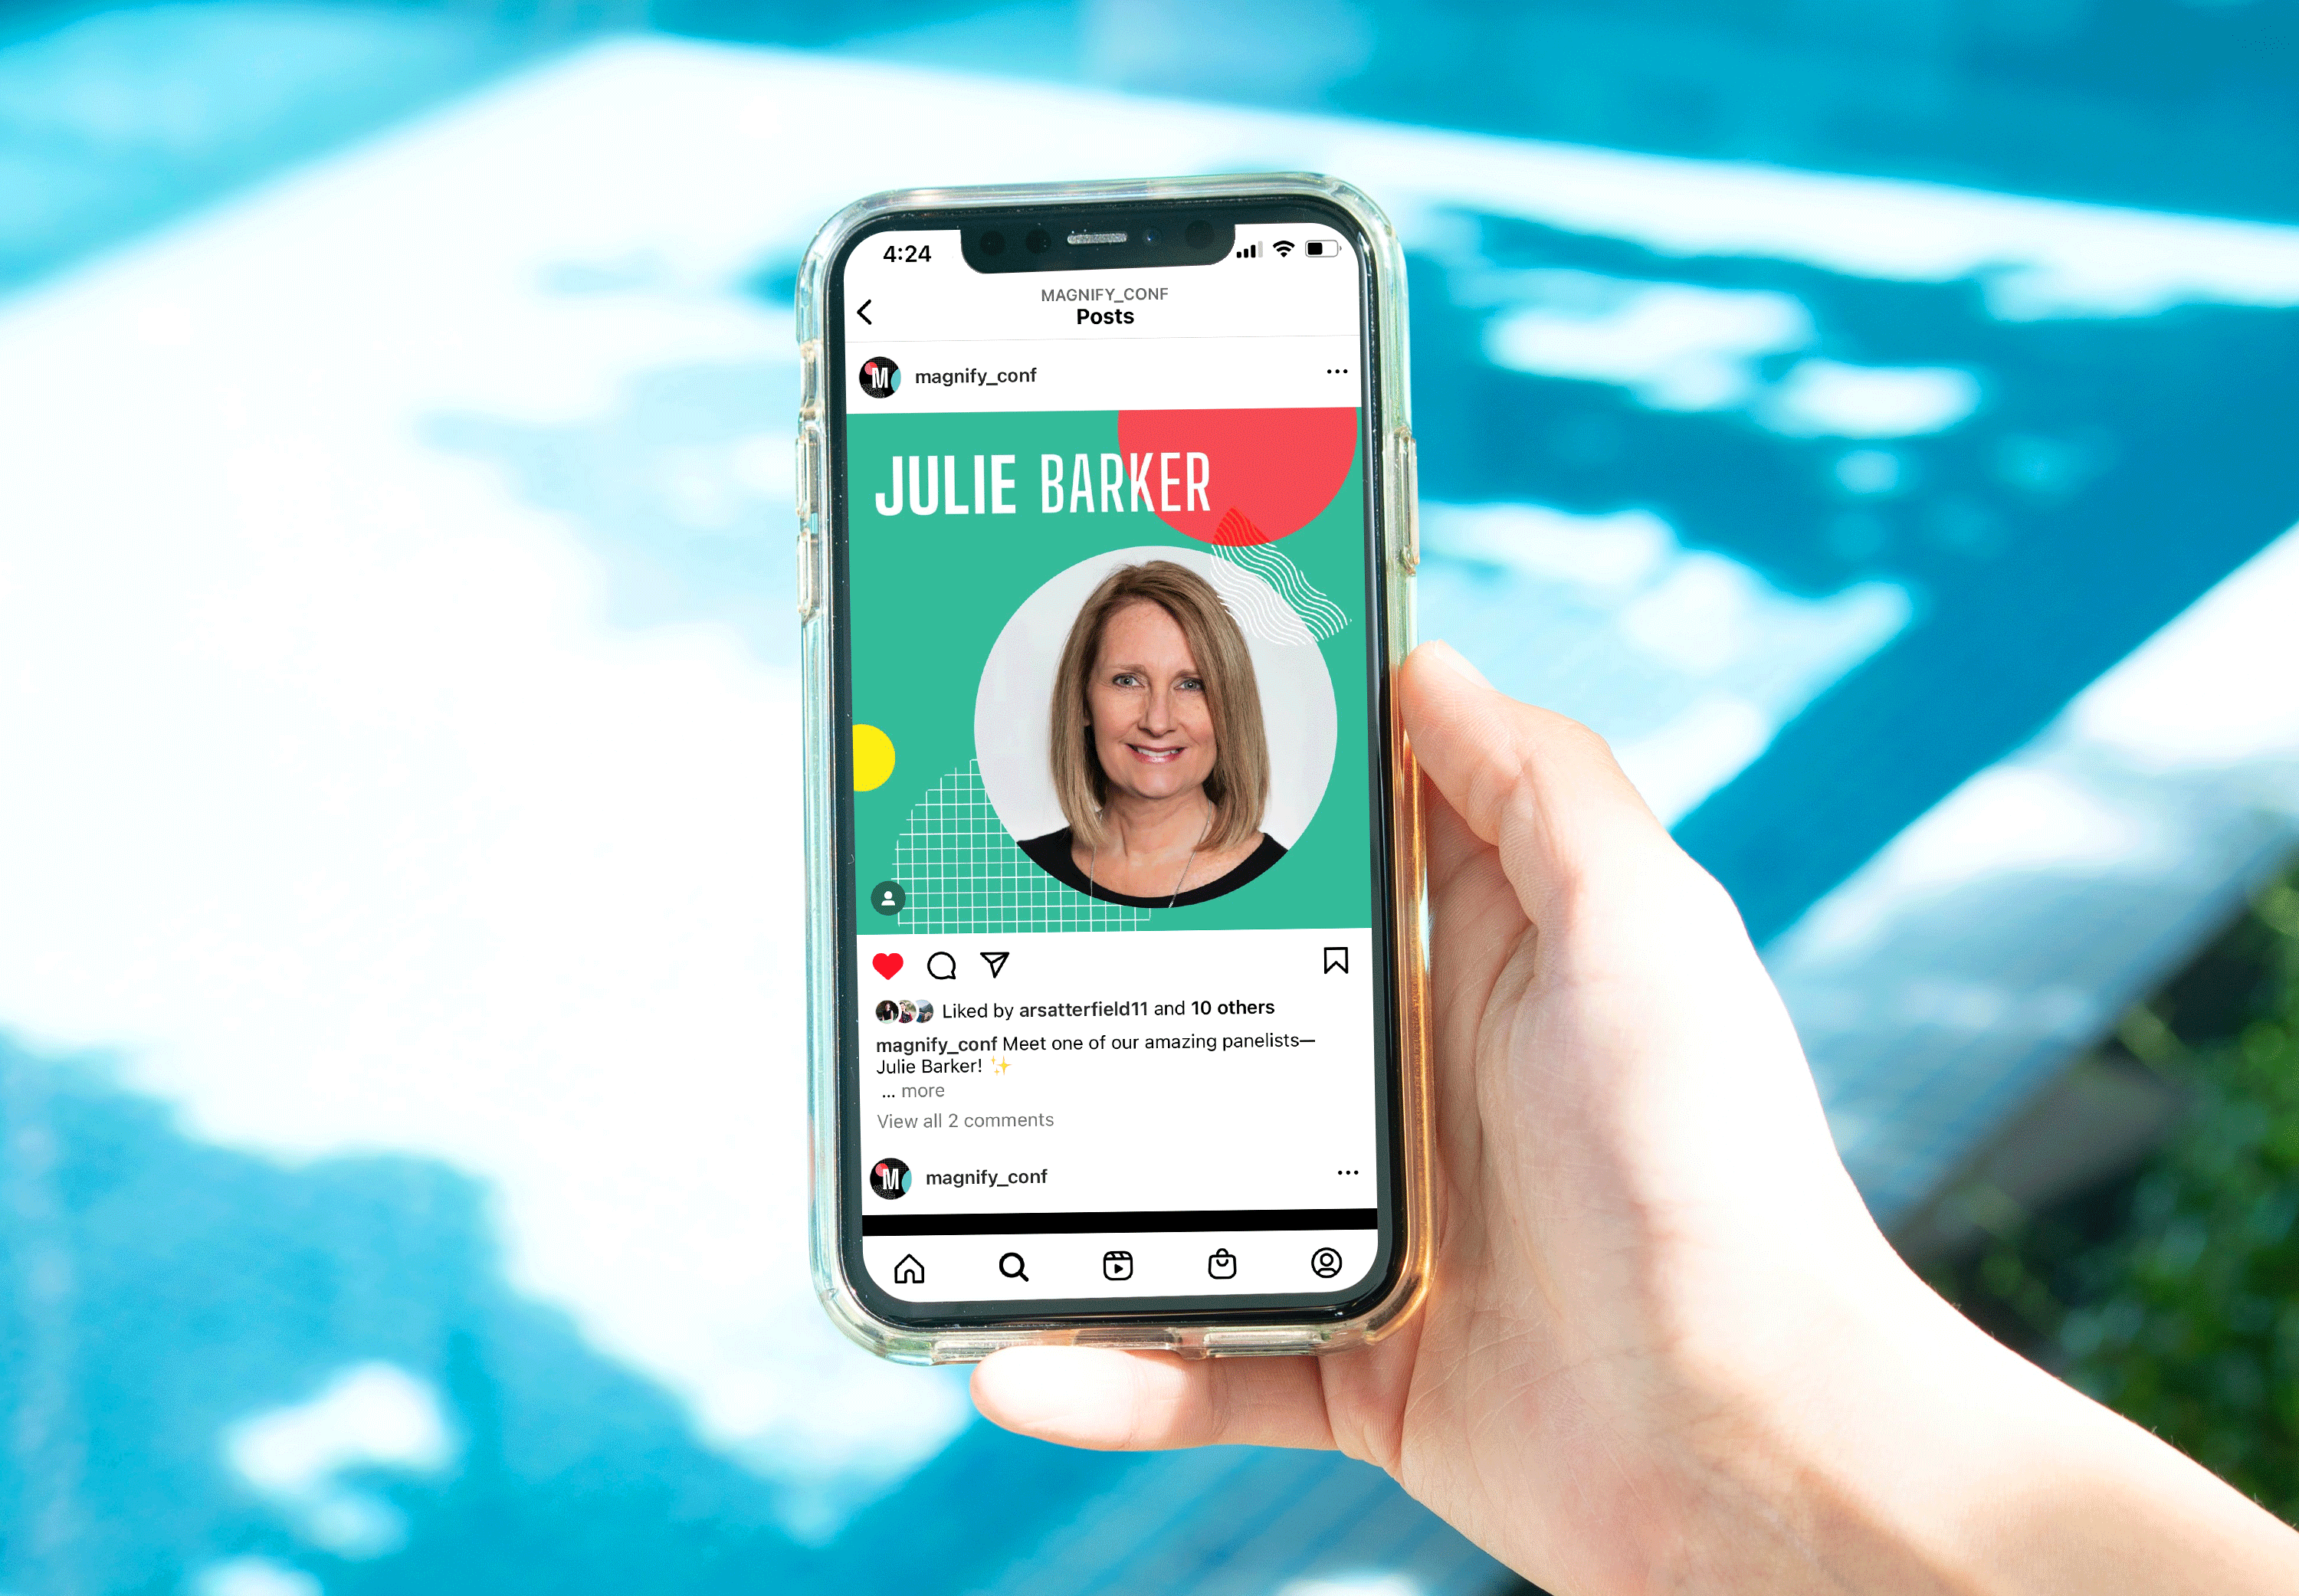 4:24
MAGNIFY_CONF
Posts
M magnify_conf
JULIE BARKER
Liked by arsatterfield11 and 10 others
magnify_conf Meet one of our amazing panelists—
Julie Barker! ✨
... more
View all 2 comments
M magnify_conf